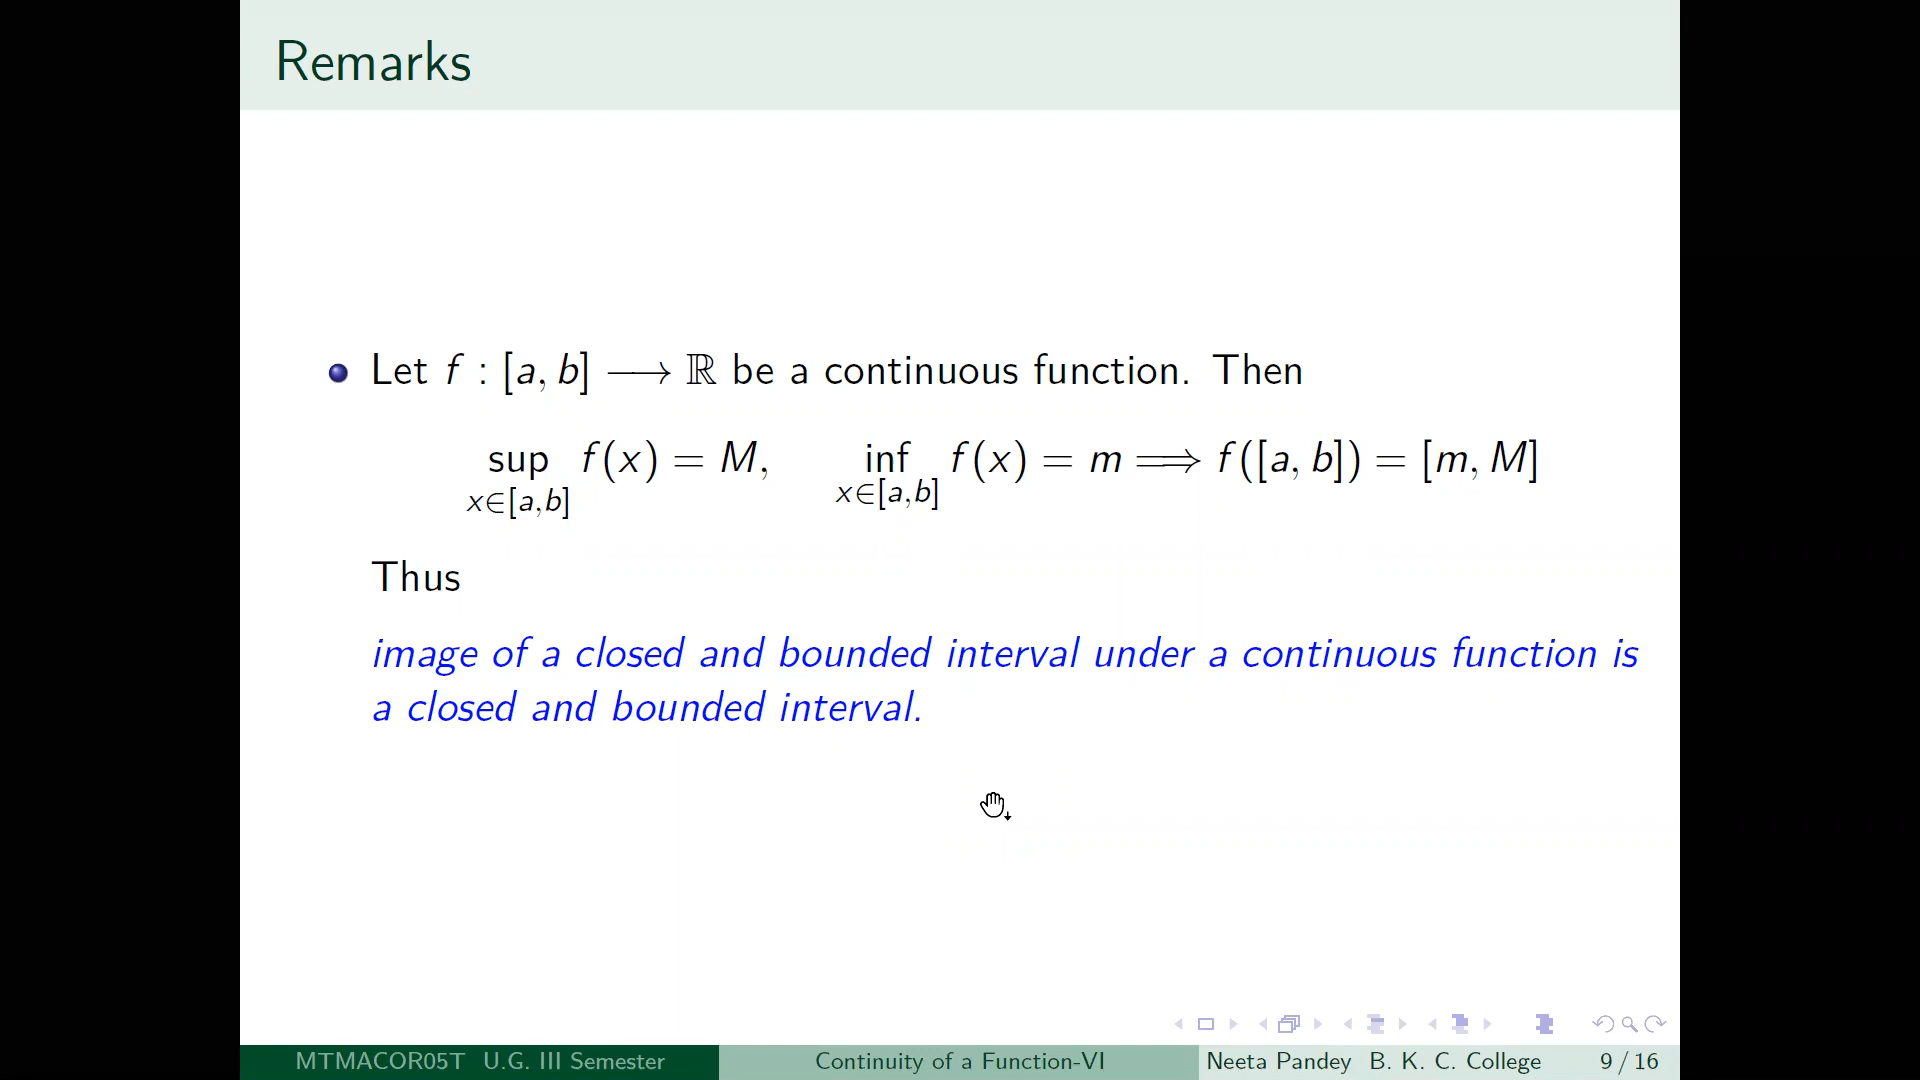 Remarks
Let f : [a, b] ⟶ ℝ be a continuous function. Then
sup f(x) = M, inf f(x) = m ⟹ f([a, b]) = [m, M]
x∈[a,b] x∈[a,b]
Thus
image of a closed and bounded interval under a continuous function is
a closed and bounded interval.
MTMACOR05T U.G. III Semester Continuity of a Function-VI Neeta Pandey B. K. C. College 9 / 16